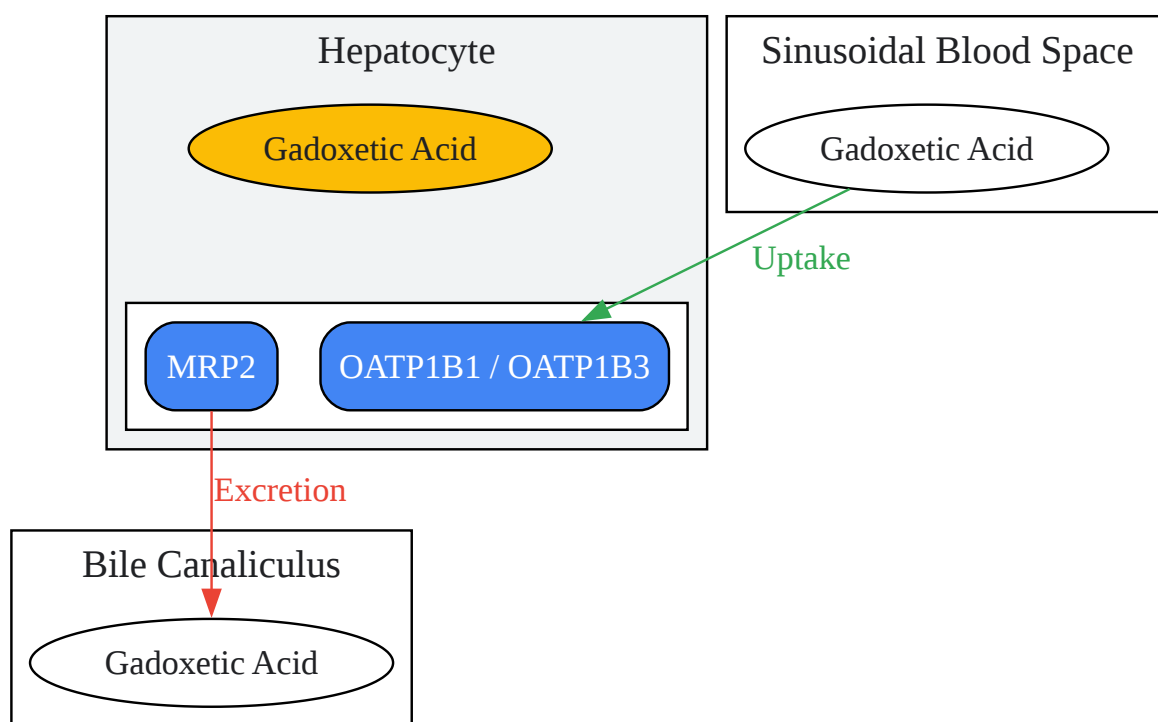 Hepatocyte
Sinusoidal Blood Space
Gadoxetic Acid
Gadoxetic Acid
Uptake
MRP2
OATP1B1 / OATP1B3
Excretion
Bile Canaliculus
Gadoxetic Acid